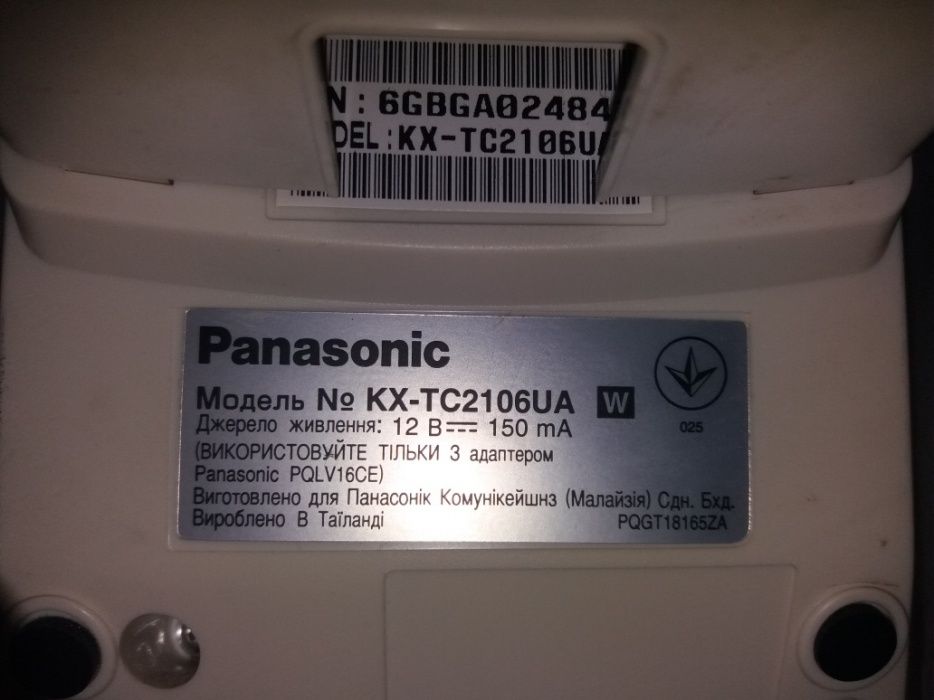 N : 6GBGA02484
DEL : KX-TC2106UA
Panasonic
Модель № KX-TC2106UA W
Джерело живлення: 12 В 150 mA
025
(ВИКОРИСТОВУЙТЕ ТІЛЬКИ З адаптером
Panasonic PQLV16CE)
Виготовлено для Панасонік Комунікейшнз (Малайзія) Сдн. Бхд.
Вироблено В Таїланді PQGT18165ZA